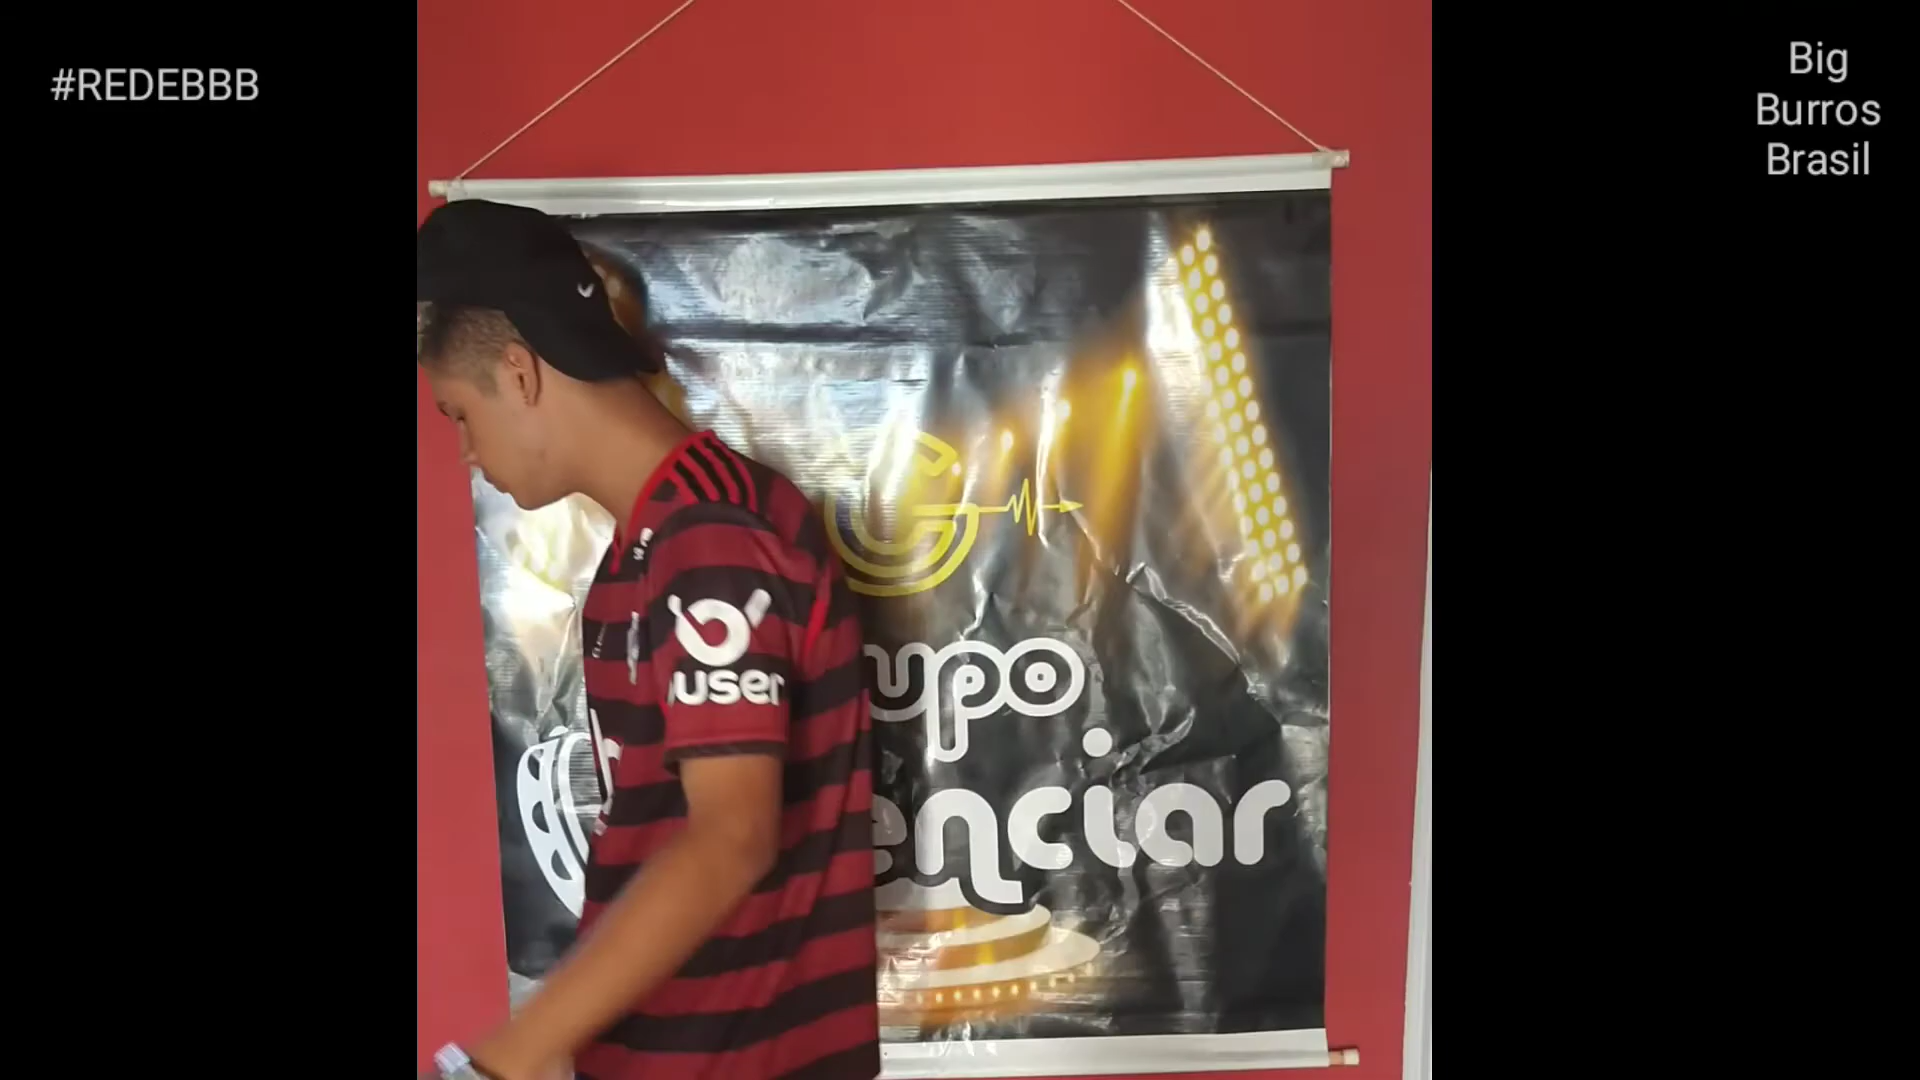 #REDEBBB
Big
Burros
Brasil
upo
enciar
user